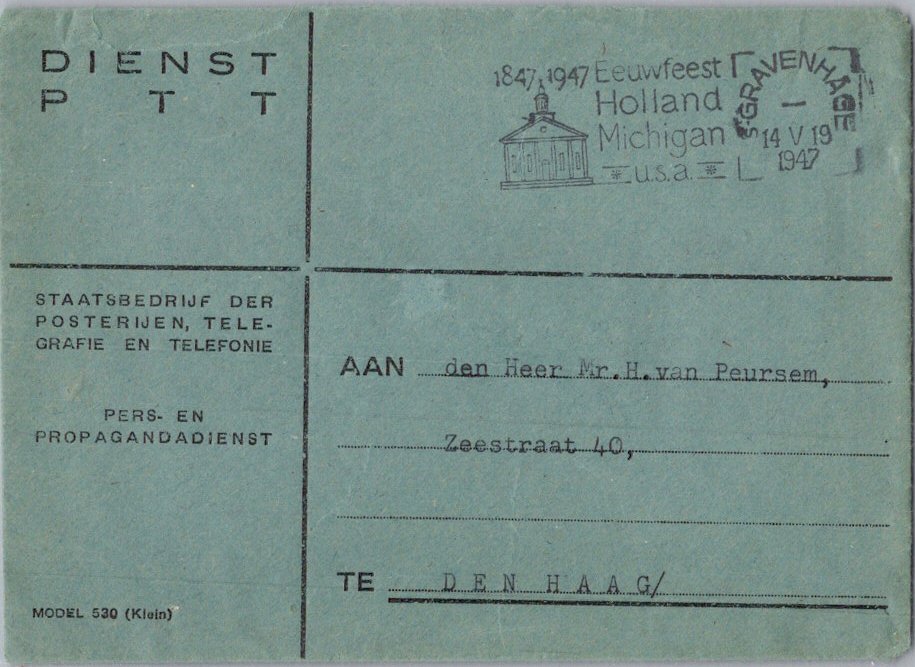 DIENST
PTT
1847 1947 Eeuwfeest
Holland
Michigan
* u.s.a. *
'S-GRAVENHAGE
14 V 19
1947
STAATSBEDRIJF DER
POSTERIJEN, TELE-
GRAFIE EN TELEFONIE
PERS- EN
PROPAGANDADIENST
MODEL 530 (Klein)
AAN den Heer Mr.H.van Peursem,
Zeestraat 40,
TE DEN HAAG/